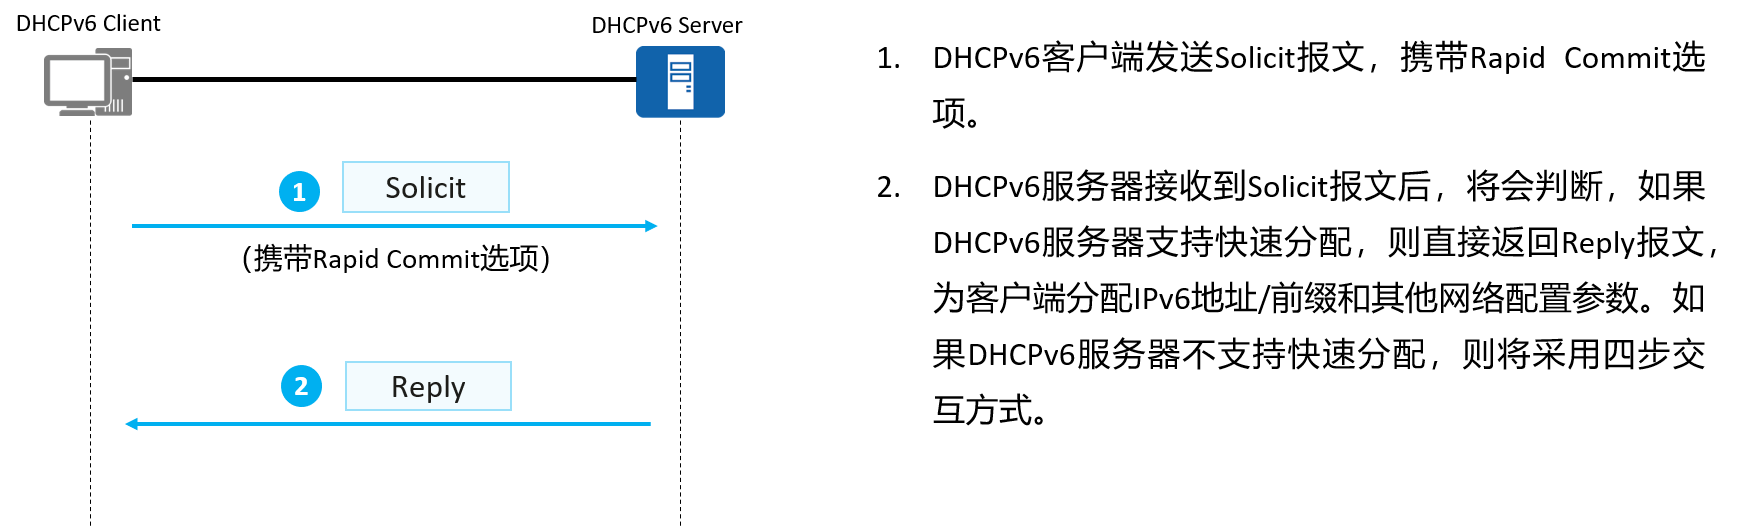 DHCPv6 Client
DHCPv6 Server
1 Solicit
(携带Rapid Commit选项)
2 Reply
1. DHCPv6客户端发送Solicit报文，携带Rapid Commit选
项。
2. DHCPv6服务器接收到Solicit报文后，将会判断，如果
DHCPv6服务器支持快速分配，则直接返回Reply报文，
为客户端分配IPv6地址/前缀和其他网络配置参数。如
果DHCPv6服务器不支持快速分配，则将采用四步交
互方式。